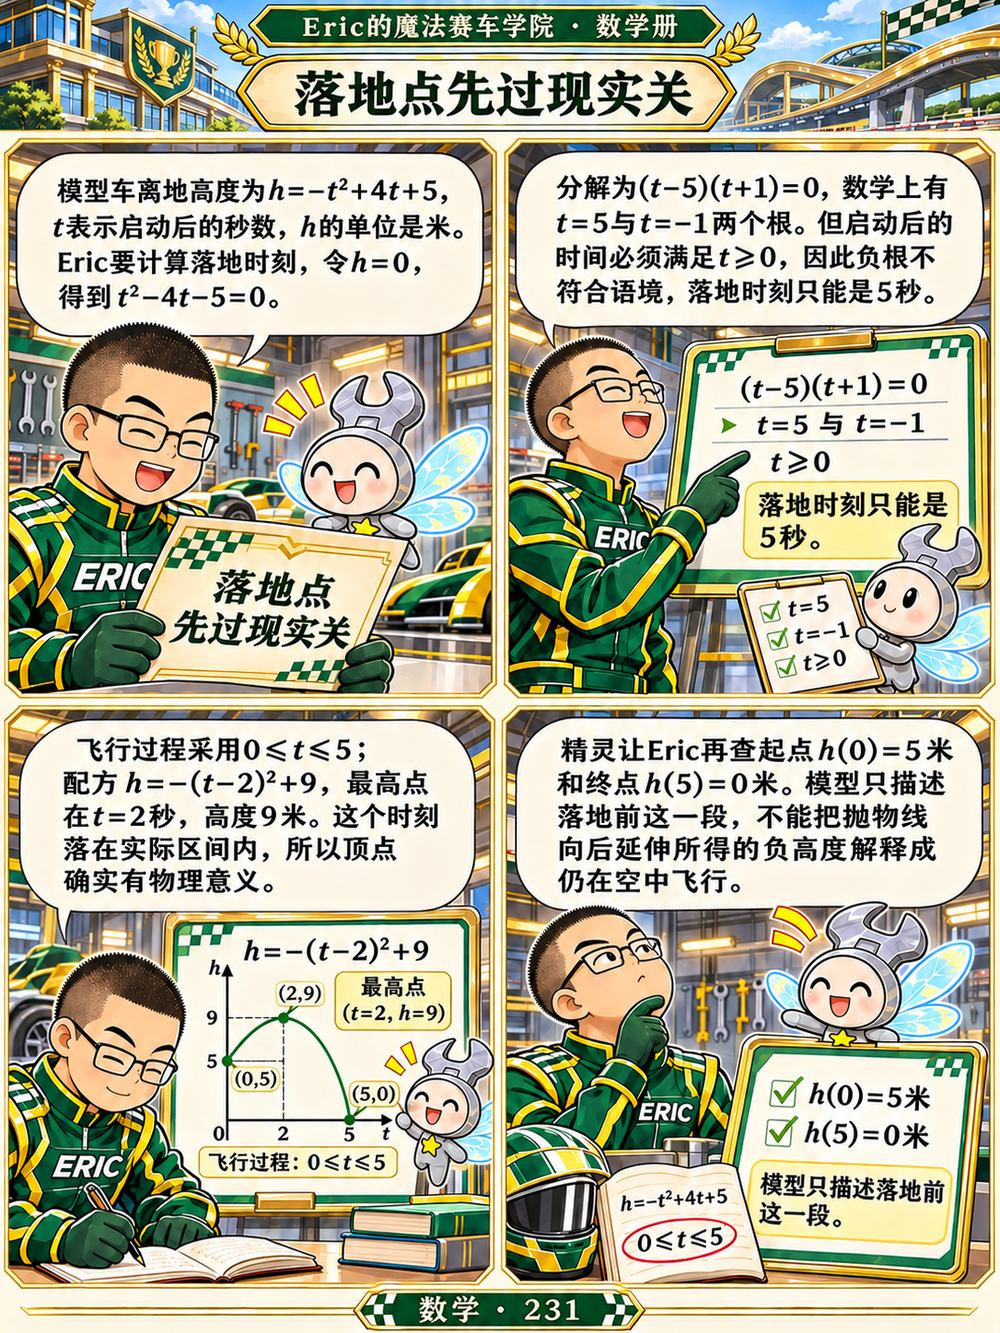 Eric的魔法赛车学院 · 数学册
落地点先过现实关
模型车离地高度为h=−t²+4t+5，
t表示启动后的秒数，h的单位是米。
Eric要计算落地时刻，令h=0，
得到t²−4t−5=0。
ERIC
落地点
先过现实关
分解为(t−5)(t+1)=0，数学上有
t=5与t=−1两个根。但启动后的
时间必须满足t⩾0，因此负根不
符合语境，落地时刻只能是5秒。
(t−5)(t+1)=0
t=5 与 t=−1
t⩾0
落地时刻只能是
5秒。
ERIC
t=5
t=−1
t⩾0
飞行过程采用0⩽t⩽5；
配方 h=−(t−2)²+9，最高点
在t=2秒，高度9米。这个时刻
落在实际区间内，所以顶点
确实有物理意义。
h=−(t−2)²+9
h
(2,9)
最高点
(t=2, h=9)
9
5
(0,5)
(5,0)
0
2
5
t
飞行过程：0⩽t⩽5
ERIC
精灵让Eric再查起点h(0)=5米
和终点h(5)=0米。模型只描述
落地前这一段，不能把抛物线
向后延伸所得的负高度解释成
仍在空中飞行。
ERIC
h(0)=5米
h(5)=0米
模型只描述落地前
这一段。
h=−t²+4t+5
0⩽t⩽5
数学 · 231